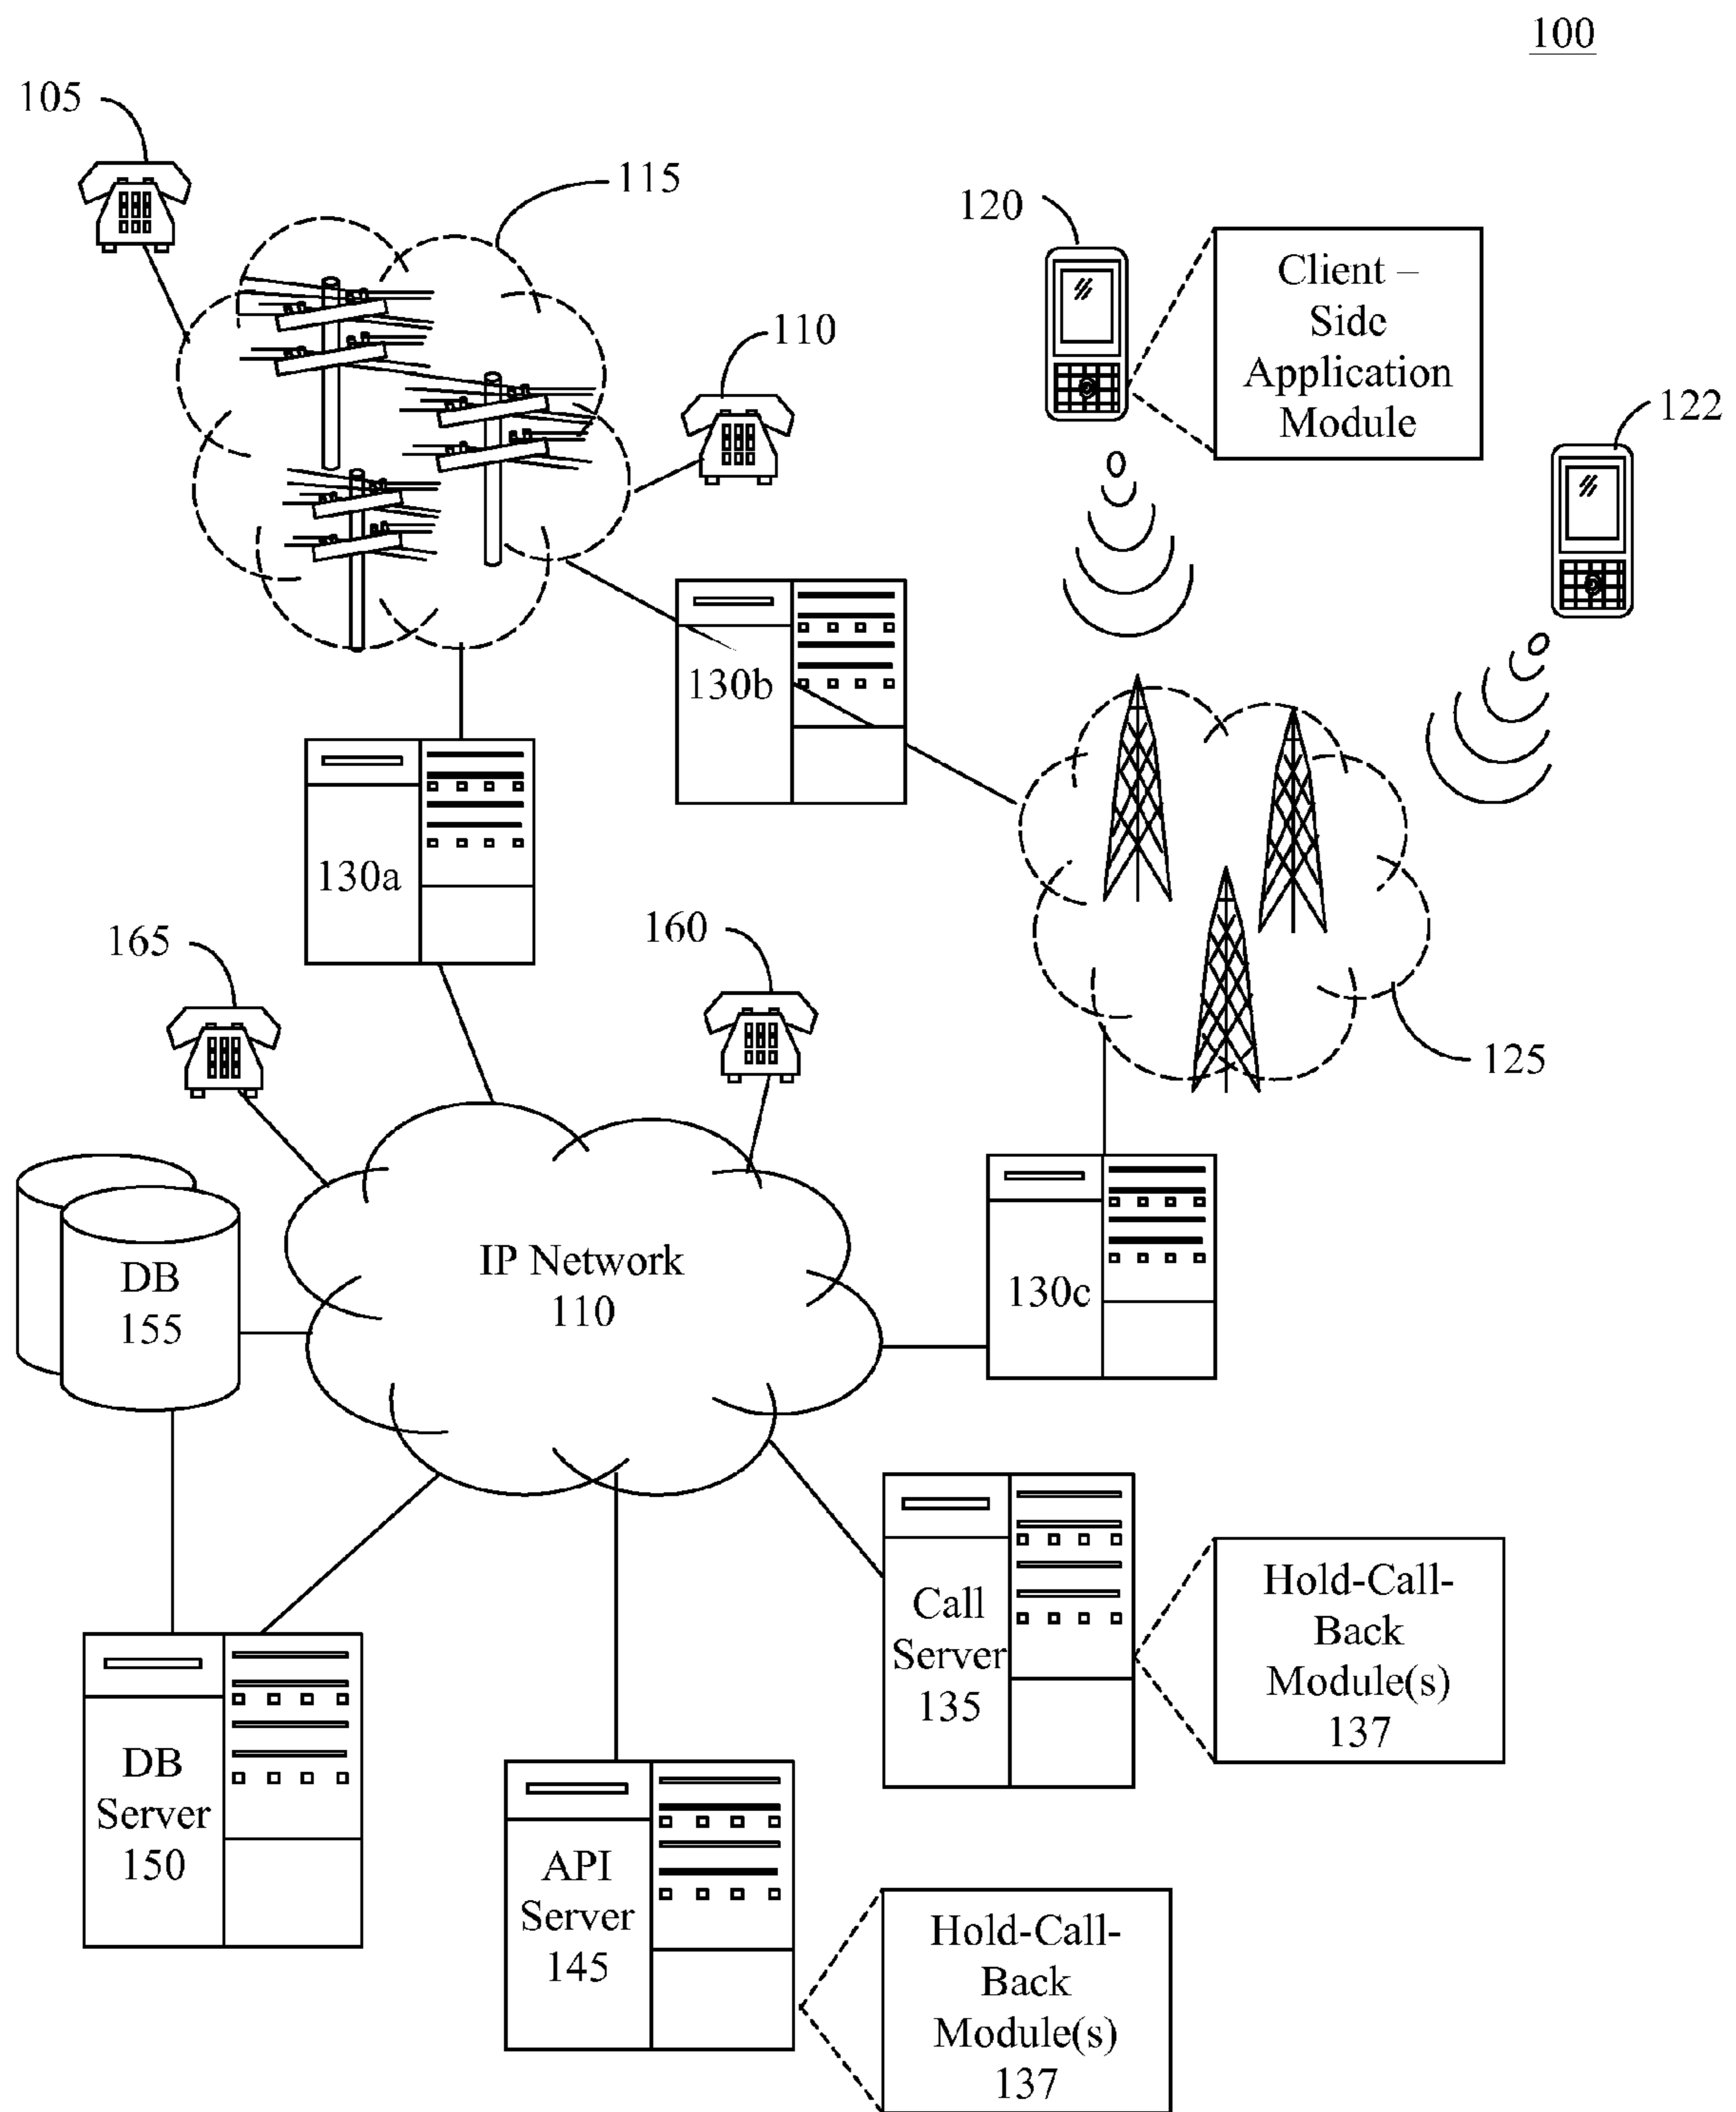 100
105
115
120
Client –
Side
Application
Module
110
122
130b
130a
165
160
125
IP Network
110
DB
155
130c
Call
Server
135
Hold-Call-
Back
Module(s)
137
DB
Server
150
API
Server
145
Hold-Call-
Back
Module(s)
137